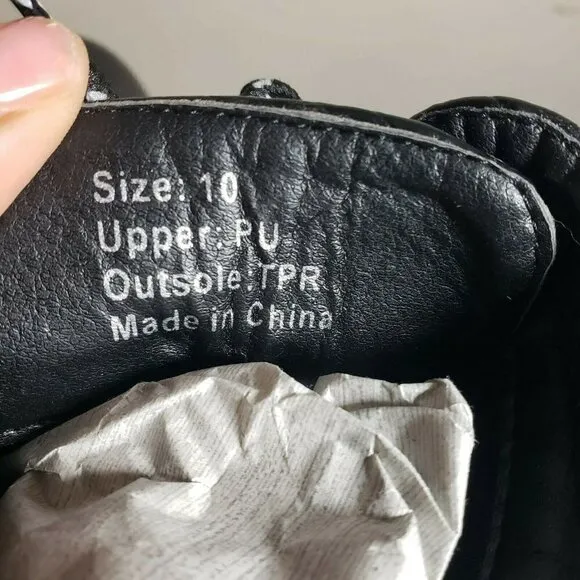 Size: 10
Upper: PU
Outsole:TPR
Made in China